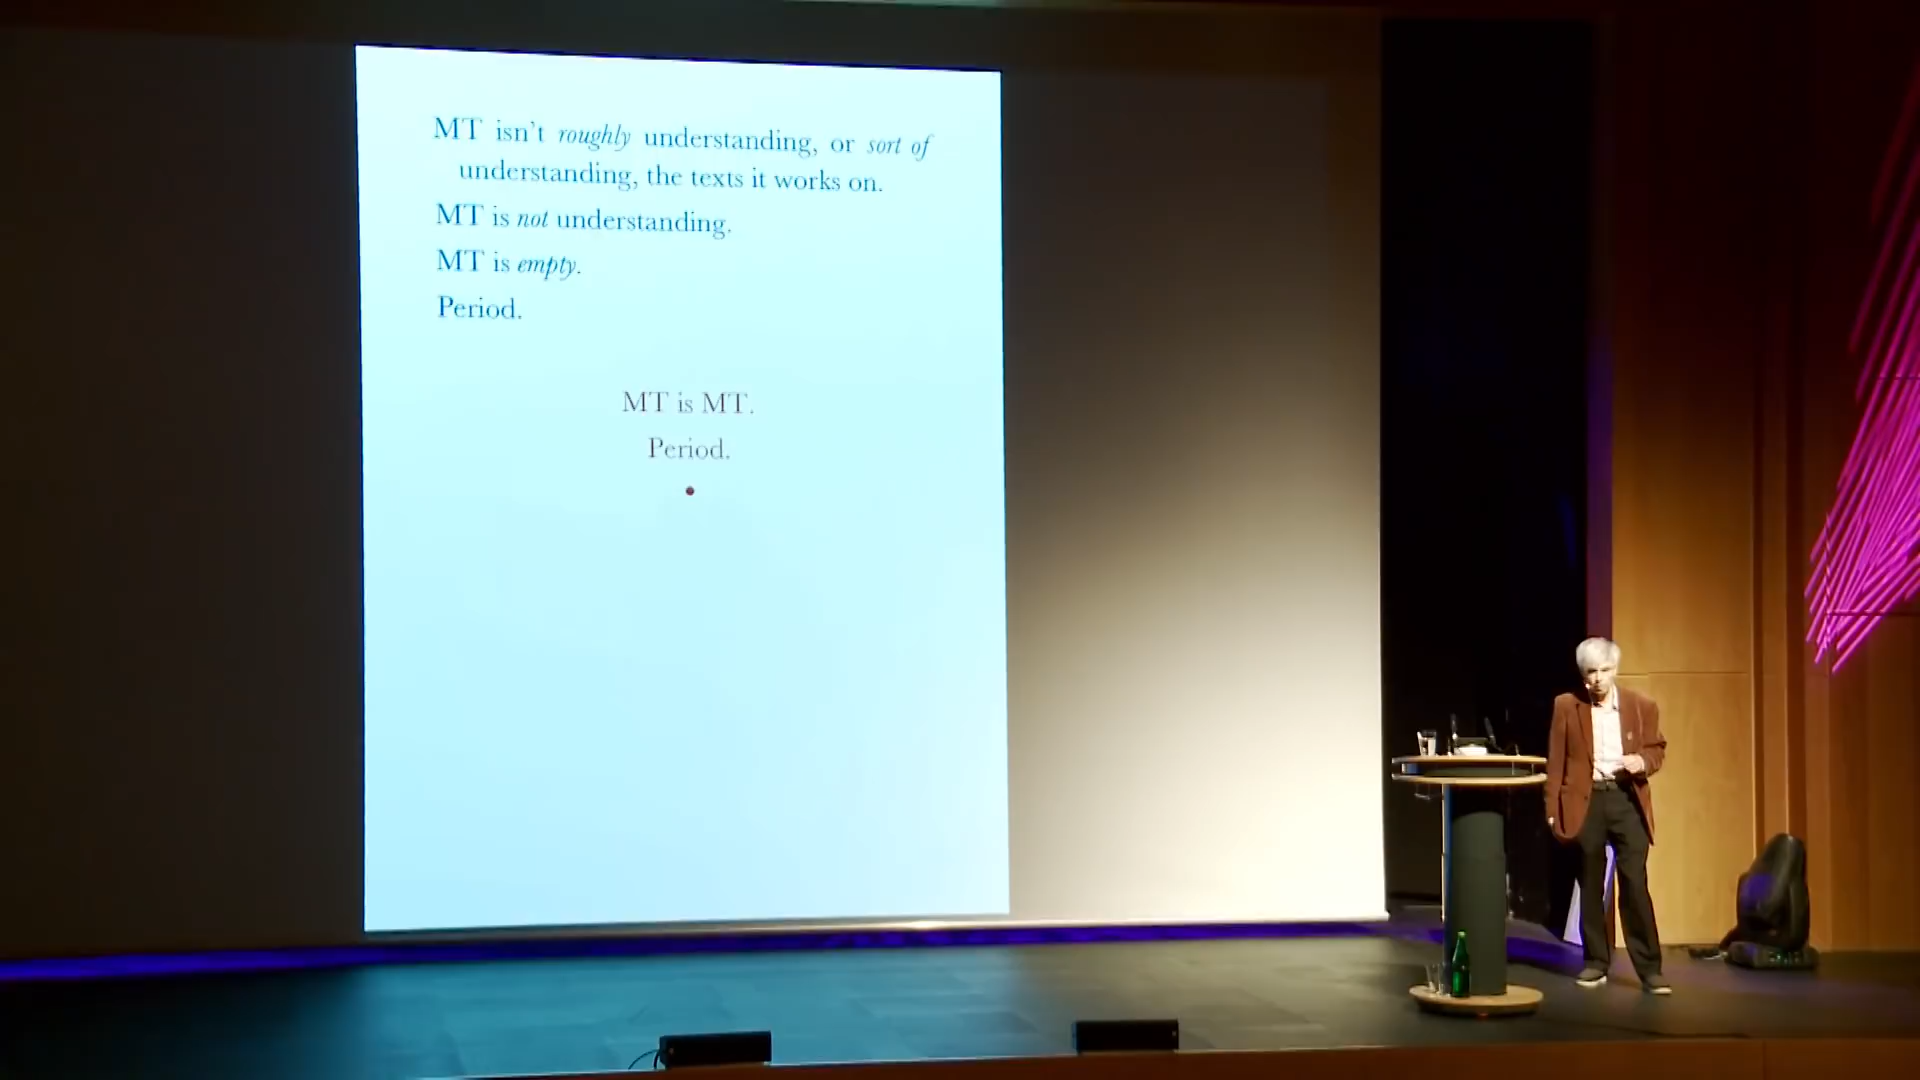 MT isn't roughly understanding, or sort of
understanding, the texts it works on.
MT is not understanding.
MT is empty.
Period.
MT is MT.
Period.
•